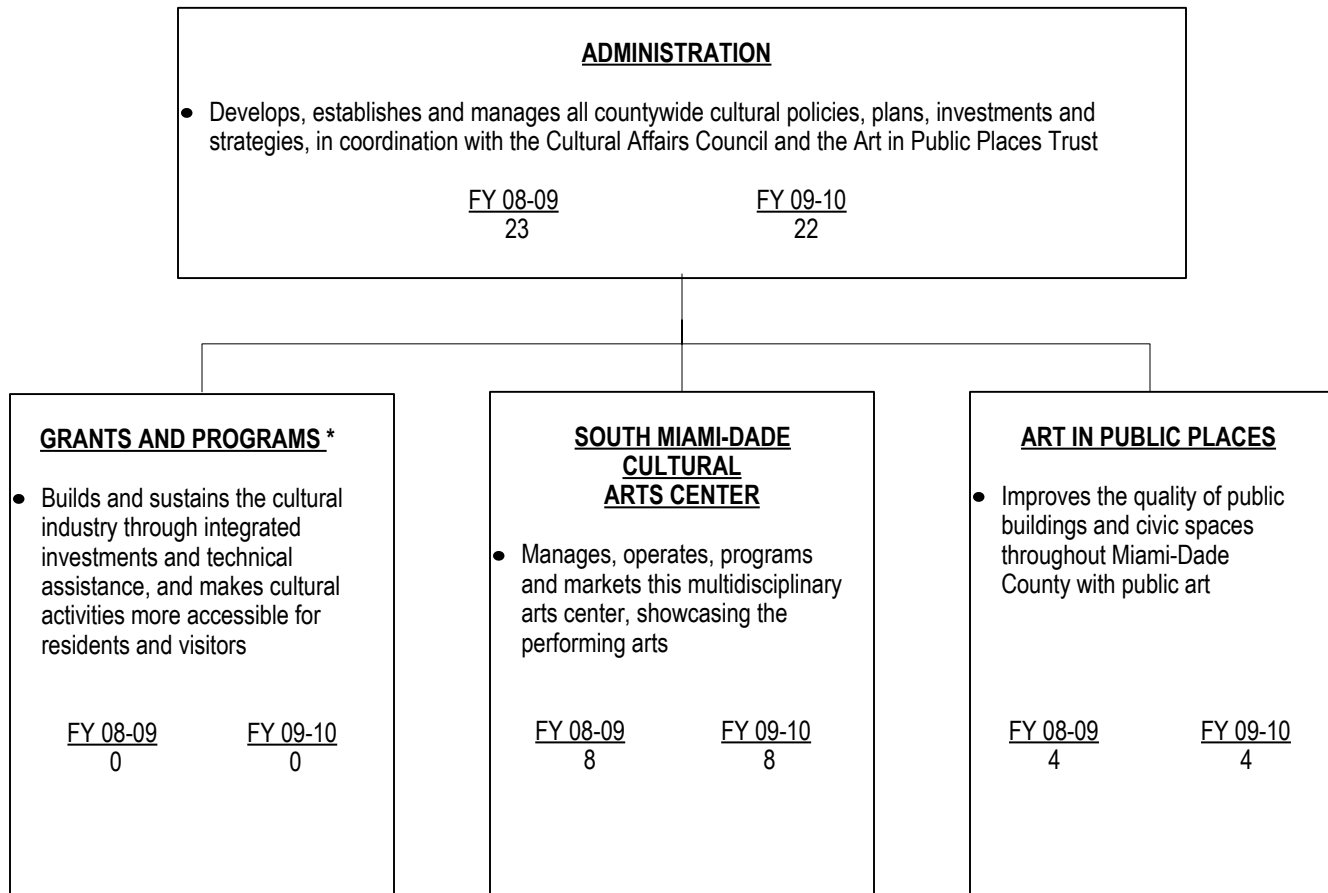 ADMINISTRATION
• Develops, establishes and manages all countywide cultural policies, plans, investments and
strategies, in coordination with the Cultural Affairs Council and the Art in Public Places Trust
FY 08-09 FY 09-10
23 22
GRANTS AND PROGRAMS *
• Builds and sustains the cultural
industry through integrated
investments and technical
assistance, and makes cultural
activities more accessible for
residents and visitors
FY 08-09 FY 09-10
0 0
SOUTH MIAMI-DADE
CULTURAL
ARTS CENTER
• Manages, operates, programs
and markets this multidisciplinary
arts center, showcasing the
performing arts
FY 08-09 FY 09-10
8 8
ART IN PUBLIC PLACES
• Improves the quality of public
buildings and civic spaces
throughout Miami-Dade
County with public art
FY 08-09 FY 09-10
4 4